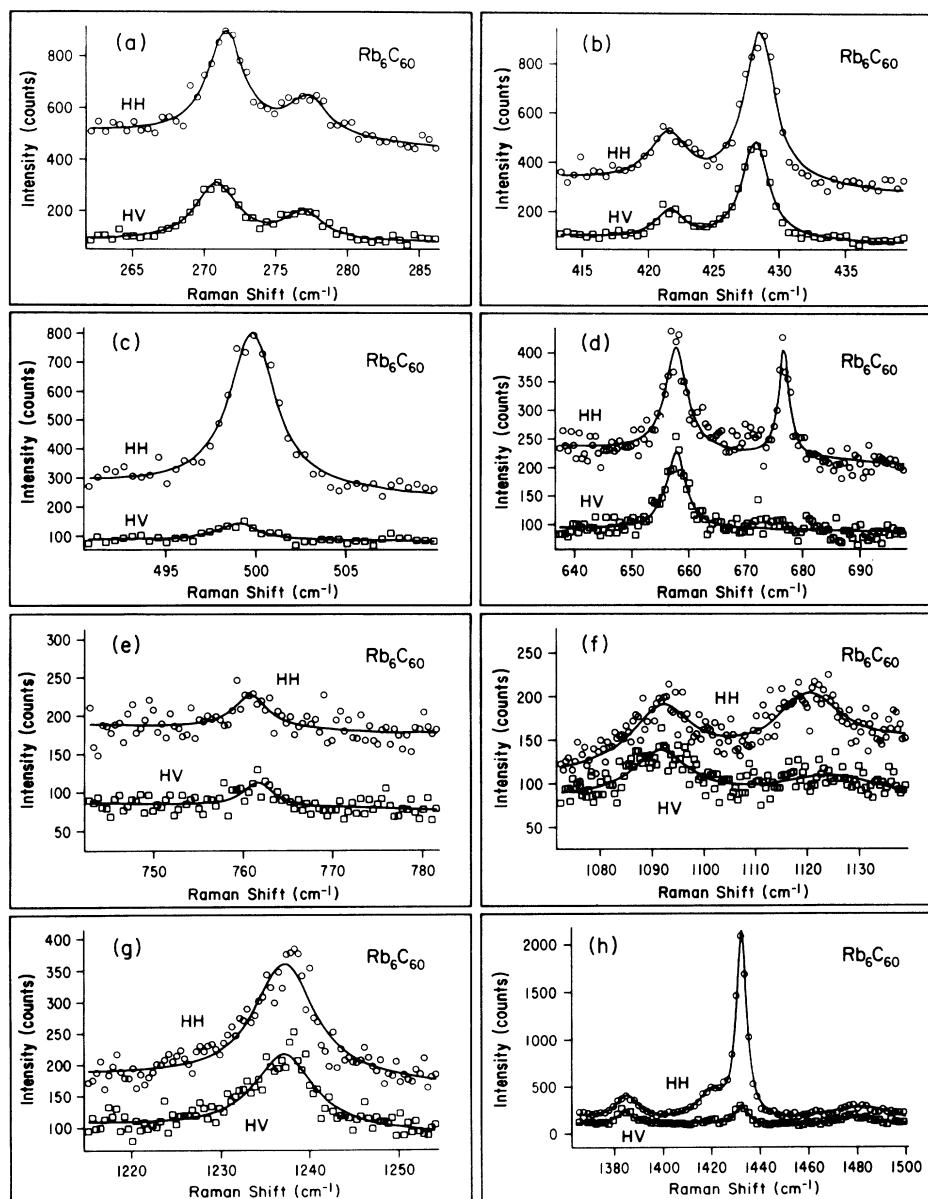 (a)
Rb₆C₆₀
HH
HV
Intensity (counts)
800
600
400
200
265 270 275 280 285
Raman Shift (cm⁻¹)
(b)
Rb₆C₆₀
HH
HV
Intensity (counts)
800
600
400
200
415 420 425 430 435
Raman Shift (cm⁻¹)
(c)
Rb₆C₆₀
HH
HV
Intensity (counts)
800
700
600
500
400
300
200
100
495 500 505
Raman Shift (cm⁻¹)
(d)
Rb₆C₆₀
HH
HV
Intensity (counts)
400
350
300
250
200
150
100
640 650 660 670 680 690
Raman Shift (cm⁻¹)
(e)
Rb₆C₆₀
HH
HV
Intensity (counts)
300
250
200
150
100
50
750 760 770 780
Raman Shift (cm⁻¹)
(f)
Rb₆C₆₀
HH
HV
Intensity (counts)
250
200
150
100
50
1080 1090 1100 1110 1120 1130
Raman Shift (cm⁻¹)
(g)
Rb₆C₆₀
HH
HV
Intensity (counts)
400
350
300
250
200
150
100
1220 1230 1240 1250
Raman Shift (cm⁻¹)
(h)
Rb₆C₆₀
HH
HV
Intensity (counts)
2000
1500
1000
500
0
1380 1400 1420 1440 1460 1480 1500
Raman Shift (cm⁻¹)